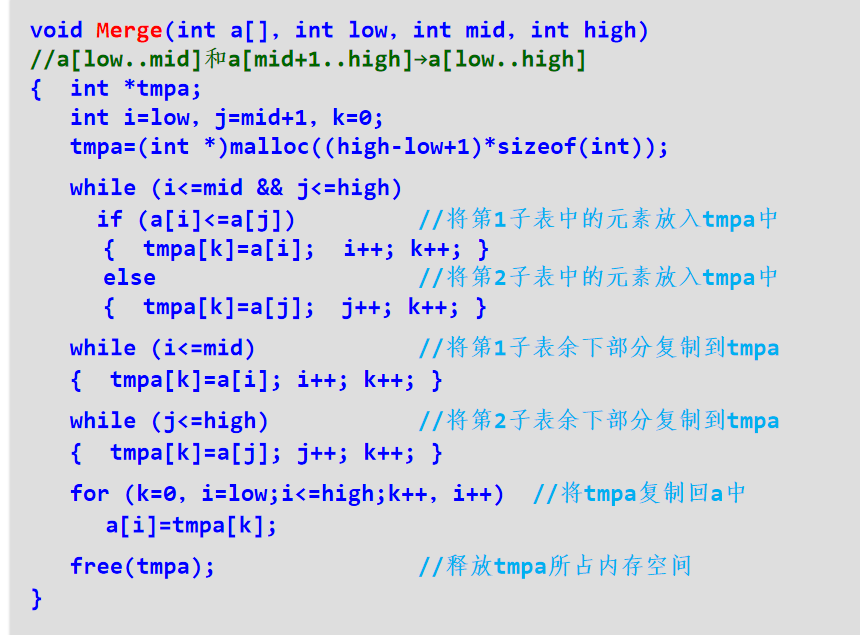 void Merge(int a[], int low, int mid, int high)
//a[low..mid]和a[mid+1..high]→a[low..high]
{  int *tmpa;
int i=low, j=mid+1, k=0;
tmpa=(int *)malloc((high-low+1)*sizeof(int));
while (i<=mid && j<=high)
if (a[i]<=a[j])  //将第1子表中的元素放入tmpa中
{  tmpa[k]=a[i];  i++; k++; }
else  //将第2子表中的元素放入tmpa中
{  tmpa[k]=a[j];  j++; k++; }
while (i<=mid)  //将第1子表余下部分复制到tmpa
{  tmpa[k]=a[i]; i++; k++; }
while (j<=high)  //将第2子表余下部分复制到tmpa
{  tmpa[k]=a[j]; j++; k++; }
for (k=0, i=low;i<=high;k++, i++)  //将tmpa复制回a中
a[i]=tmpa[k];
free(tmpa);  //释放tmpa所占内存空间
}